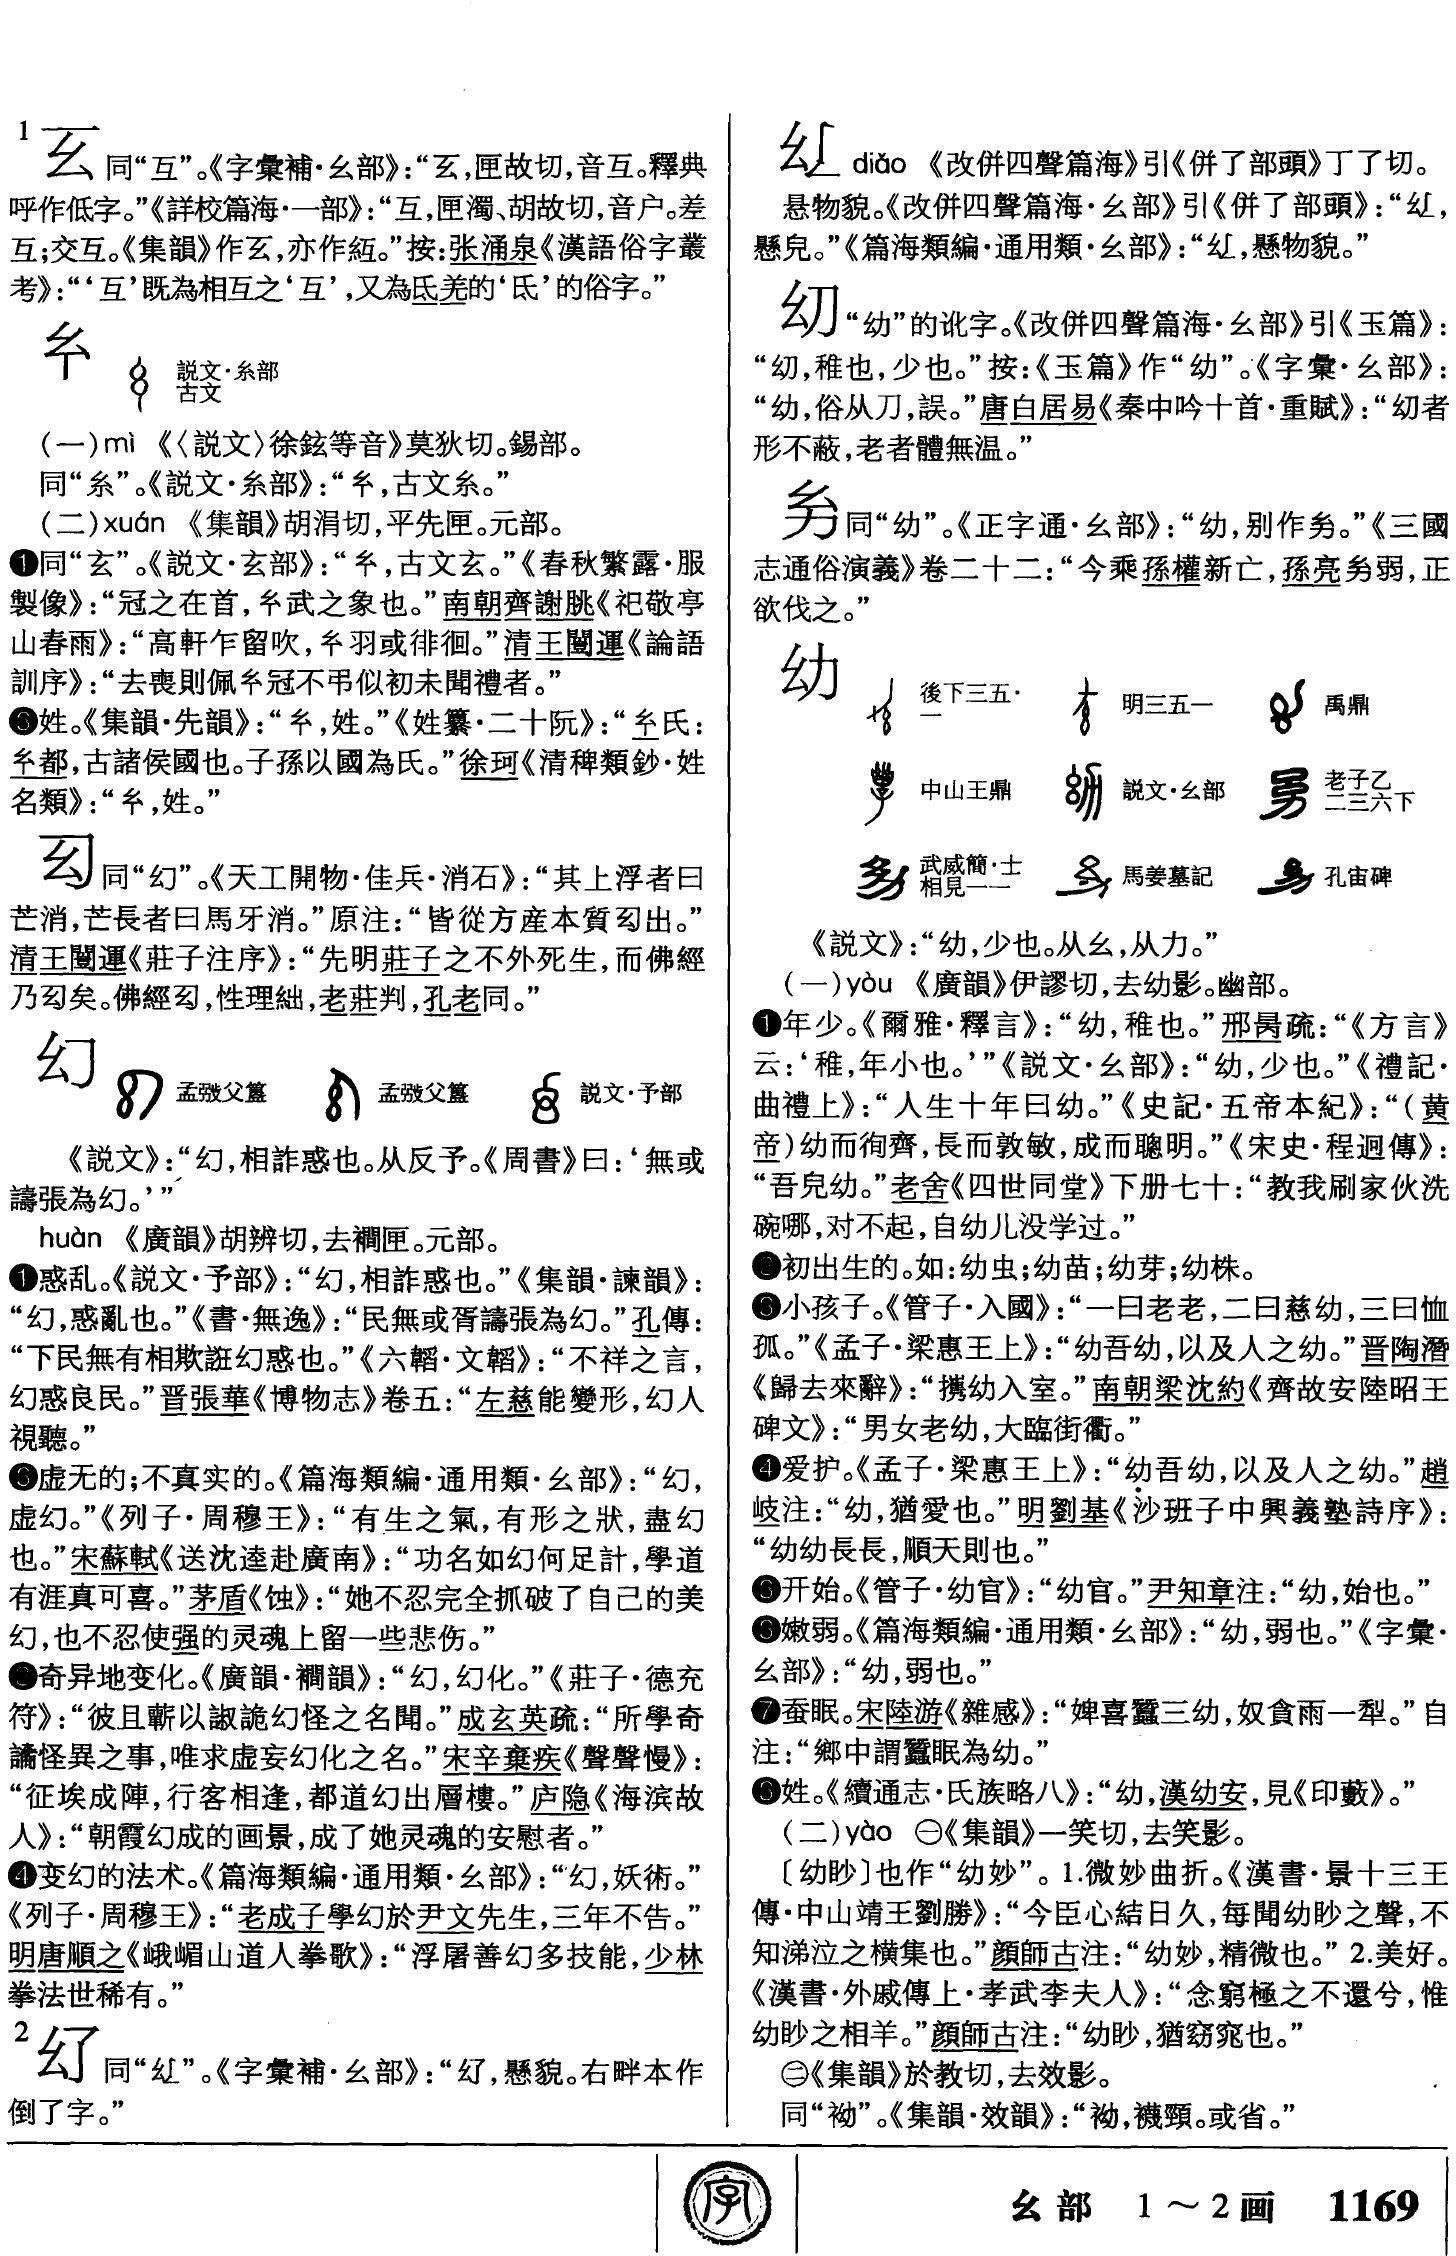 1
同“互”。《字彙補·幺部》：“ ，匣故切，音互。釋典
呼作低字。”《詳校篇海·一部》：“互，匣濁、胡故切，音户。差
互；交互。《集韻》作 ，亦作䇘。”按：张涌泉《漢語俗字叢
考》：“‘互’既為相互之‘互’，又為氐羌的‘氐’的俗字。”
𢆯
説文·糸部
古文
（一）mì 《〈説文〉徐鉉等音》莫狄切。錫部。
同“糸”。《説文·糸部》：“𢆯，古文糸。”
（二）xuán 《集韻》胡涓切，平先匣。元部。
❶同“玄”。《説文·玄部》：“𢆯，古文玄。”《春秋繁露·服
製像》：“冠之在首，𢆯武之象也。”南朝齊謝朓《祀敬亭
山春雨》：“高軒乍留吹，𢆯羽或徘徊。”清王闓運《論語
訓序》：“去喪則佩𢆯冠不弔似初未聞禮者。”
姓。《集韻·先韻》：“𢆯，姓。”《姓纂·二十阮》：“𢆯氏：
𢆯都，古諸侯國也。子孫以國為氏。”徐珂《清稗類鈔·姓
名類》：“𢆯，姓。”
同“幻”。《天工開物·佳兵·消石》：“其上浮者曰
芒消，芒長者曰馬牙消。”原注：“皆從方産本質 出。”
清王闓運《莊子注序》：“先明莊子之不外死生，而佛經
乃 矣。佛經 ，性理絀，老莊判，孔老同。”
幻
孟㢭父簋 孟㢭父簋 説文·予部
《説文》：“幻，相詐惑也。从反予。《周書》曰：‘無或
譸張為幻。’”
huàn 《廣韻》胡辨切，去襇匣。元部。
❶惑乱。《説文·予部》：“幻，相詐惑也。”《集韻·諫韻》：
“幻，惑亂也。”《書·無逸》：“民無或胥譸張為幻。”孔傳：
“下民無有相欺誑幻惑也。”《六韜·文韜》：“不祥之言，
幻惑良民。”晋張華《博物志》卷五：“左慈能變形，幻人
視聽。”
虚无的；不真实的。《篇海類編·通用類·幺部》：“幻，
虚幻。”《列子·周穆王》：“有生之氣，有形之狀，盡幻
也。”宋蘇軾《送沈逵赴廣南》：“功名如幻何足計，學道
有涯真可喜。”茅盾《蚀》：“她不忍完全抓破了自己的美
幻，也不忍使强的灵魂上留一些悲伤。”
奇异地变化。《廣韻·襇韻》：“幻，幻化。”《莊子·德充
符》：“彼且蘄以諔詭幻怪之名聞。”成玄英疏：“所學奇
譎怪異之事，唯求虚妄幻化之名。”宋辛棄疾《聲聲慢》：
“征埃成陣，行客相逢，都道幻出層樓。”庐隐《海滨故
人》：“朝霞幻成的画景，成了她灵魂的安慰者。”
❹变幻的法术。《篇海類編·通用類·幺部》：“幻，妖術。”
《列子·周穆王》：“老成子學幻於尹文先生，三年不告。”
明唐順之《峨嵋山道人拳歌》：“浮屠善幻多技能，少林
拳法世稀有。”
2
同“ ”。《字彙補·幺部》：“ ，懸貌。右畔本作
倒了字。”
diǎo 《改併四聲篇海》引《併了部頭》丁了切。
悬物貌。《改併四聲篇海·幺部》引《併了部頭》：“ ，
懸皃。”《篇海類編·通用類·幺部》：“ ，懸物貌。”
㓜
“幼”的讹字。《改併四聲篇海·幺部》引《玉篇》：
“㓜，稚也，少也。”按：《玉篇》作“幼”。《字彙·幺部》：
“幼，俗从刀，誤。”唐白居易《秦中吟十首·重賦》：“㓜者
形不蔽，老者體無温。”
同“幼”。《正字通·幺部》：“幼，别作 。”《三國
志通俗演義》卷二十二：“今乘孫權新亡，孫亮 弱，正
欲伐之。”
幼
後下三五·一 明三五一 禹鼎
中山王鼎 説文·幺部 老子乙二三六下
武威簡·士相見一一 馬姜墓記 孔宙碑
《説文》：“幼，少也。从幺，从力。”
（一）yòu 《廣韻》伊謬切，去幼影。幽部。
❶年少。《爾雅·釋言》：“幼，稚也。”邢昺疏：“《方言》
云：‘稚，年小也。’”《説文·幺部》：“幼，少也。”《禮記·
曲禮上》：“人生十年曰幼。”《史記·五帝本紀》：“（黄
帝）幼而徇齊，長而敦敏，成而聰明。”《宋史·程迥傳》：
“吾兒幼。”老舍《四世同堂》下册七十：“教我刷家伙洗
碗哪，对不起，自幼儿没学过。”
❷初出生的。如：幼虫；幼苗；幼芽；幼株。
❸小孩子。《管子·入國》：“一曰老老，二曰慈幼，三曰恤
孤。”《孟子·梁惠王上》：“幼吾幼，以及人之幼。”晋陶潛
《歸去來辭》：“携幼入室。”南朝梁沈約《齊故安陸昭王
碑文》：“男女老幼，大臨街衢。”
❹爱护。《孟子·梁惠王上》：“幼吾幼，以及人之幼。”趙
岐注：“幼，猶愛也。”明劉基《沙班子中興義塾詩序》：
“幼幼長長，順天則也。”
❺开始。《管子·幼官》：“幼官。”尹知章注：“幼，始也。”
❻嫩弱。《篇海類編·通用類·幺部》：“幼，弱也。”《字彙·
幺部》：“幼，弱也。”
❼蚕眠。宋陸游《雜感》：“婢喜蠶三幼，奴貪雨一犁。”自
注：“鄉中謂蠶眠為幼。”
❽姓。《續通志·氏族略八》：“幼，漢幼安，見《印藪》。”
（二）yào ㊀《集韻》一笑切，去笑影。
〔幼眇〕也作“幼妙”。1.微妙曲折。《漢書·景十三王
傳·中山靖王劉勝》：“今臣心結日久，每聞幼眇之聲，不
知涕泣之横集也。”顔師古注：“幼妙，精微也。”2.美好。
《漢書·外戚傳上·孝武李夫人》：“念窮極之不還兮，惟
幼眇之相羊。”顔師古注：“幼眇，猶窈窕也。”
㊁《集韻》於教切，去效影。
同“袎”。《集韻·效韻》：“袎，襪頸。或省。”
字
幺部 1～2画 1169